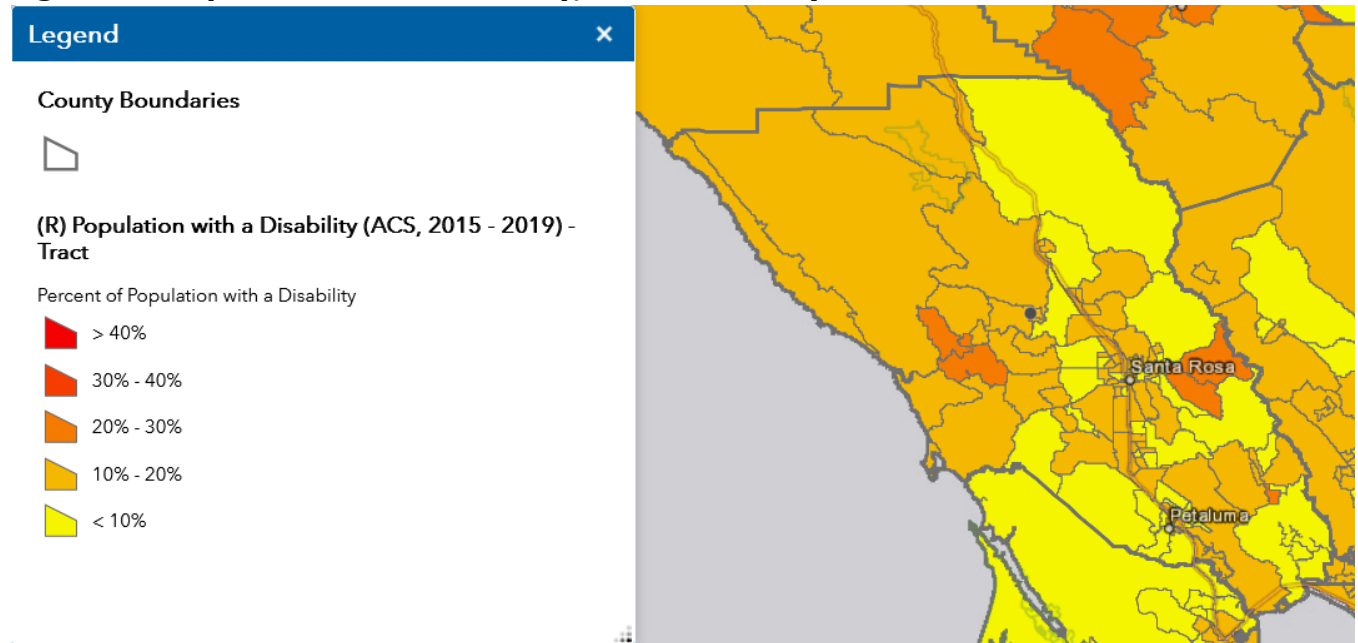 Legend
County Boundaries
(R) Population with a Disability (ACS, 2015 - 2019) -
Tract
Percent of Population with a Disability
> 40%
30% - 40%
20% - 30%
10% - 20%
< 10%
Santa Rosa
Petaluma